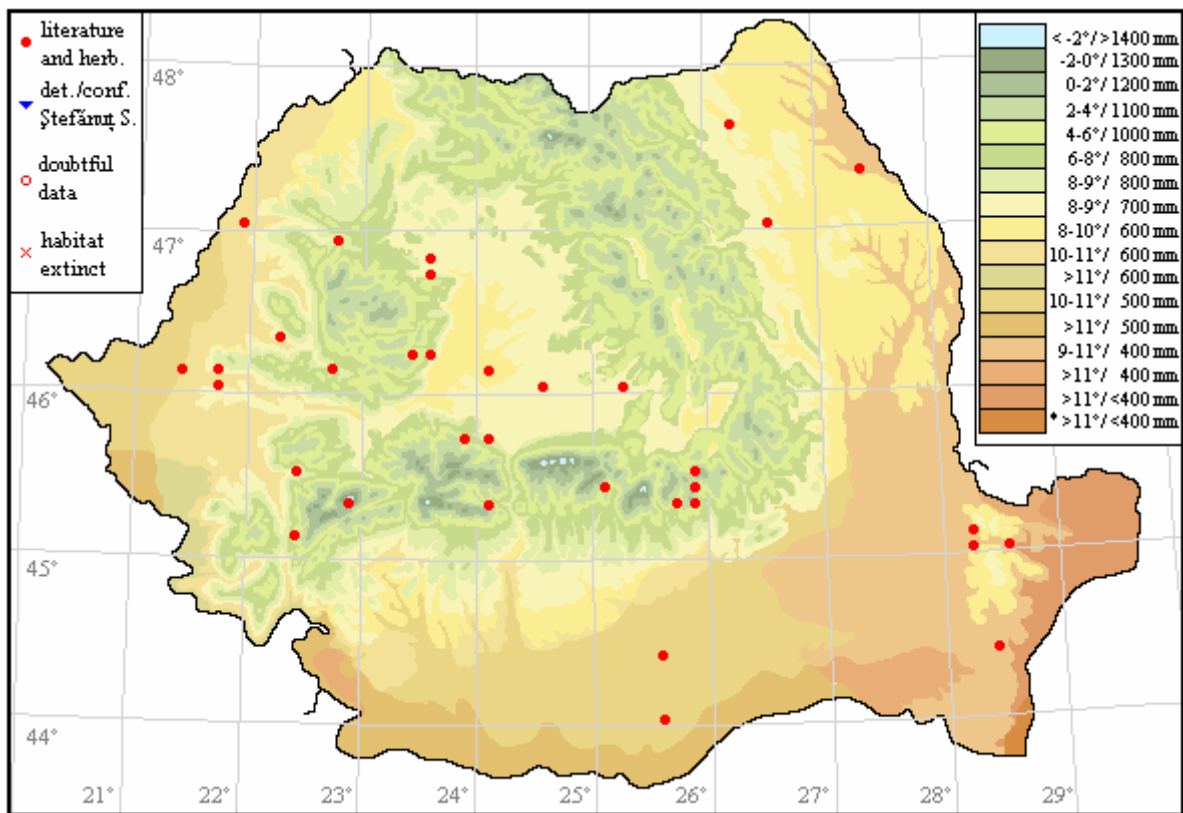 literature
and herb.
det./conf.
Ştefănuţ S.
doubtful
data
habitat
extinct
< -2°/ >1400 mm
-2-0°/ 1300 mm
0-2°/ 1200 mm
2-4°/ 1100 mm
4-6°/ 1000 mm
6-8°/ 800 mm
8-9°/ 800 mm
8-9°/ 700 mm
8-10°/ 600 mm
10-11°/ 600 mm
>11°/ 600 mm
10-11°/ 500 mm
>11°/ 500 mm
9-11°/ 400 mm
>11°/ 400 mm
>11°/ <400 mm
* >11°/ <400 mm
48°
47°
46°
45°
44°
21°
22°
23°
24°
25°
26°
27°
28°
29°